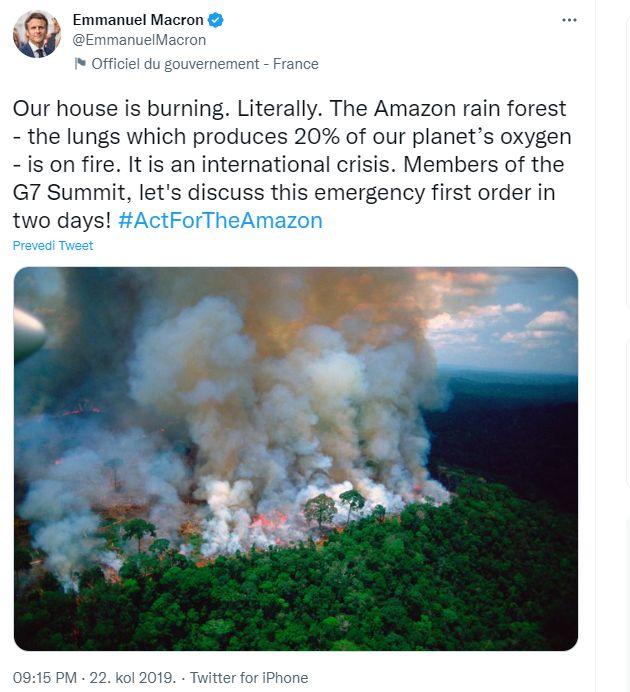 Emmanuel Macron
@EmmanuelMacron
Officiel du gouvernement - France
Our house is burning. Literally. The Amazon rain forest
- the lungs which produces 20% of our planet’s oxygen
- is on fire. It is an international crisis. Members of the
G7 Summit, let's discuss this emergency first order in
two days! #ActForTheAmazon
Prevedi Tweet
09:15 PM · 22. kol 2019. · Twitter for iPhone